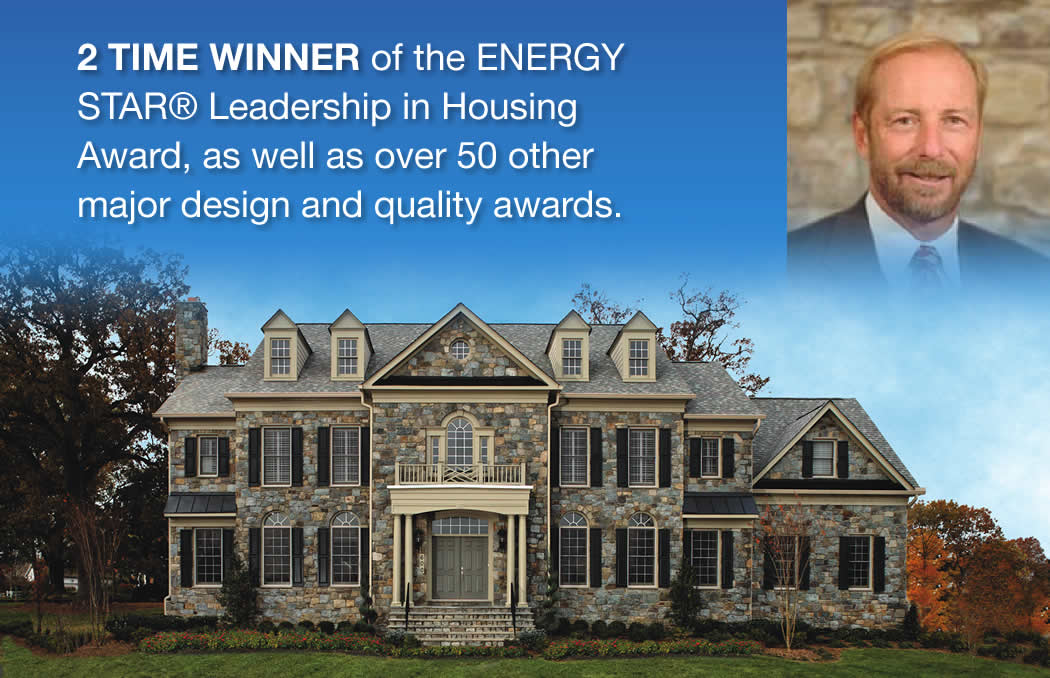 2 TIME WINNER of the ENERGY
STAR® Leadership in Housing
Award, as well as over 50 other
major design and quality awards.